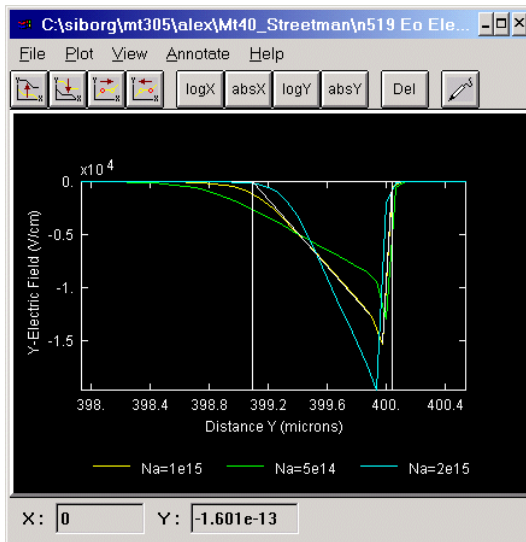 C:\siborg\mt305\alex\Mt40_Streetman\n519 Eo Ele...
File Plot View Annotate Help
logX absX logY absY Del
x10 4
0.
-0.5
-1.
-1.5
Y-Electric Field (V/cm)
398. 398.4 398.8 399.2 399.6 400. 400.4
Distance Y (microns)
Na=1e15 Na=5e14 Na=2e15
X: 0 Y: -1.601e-13